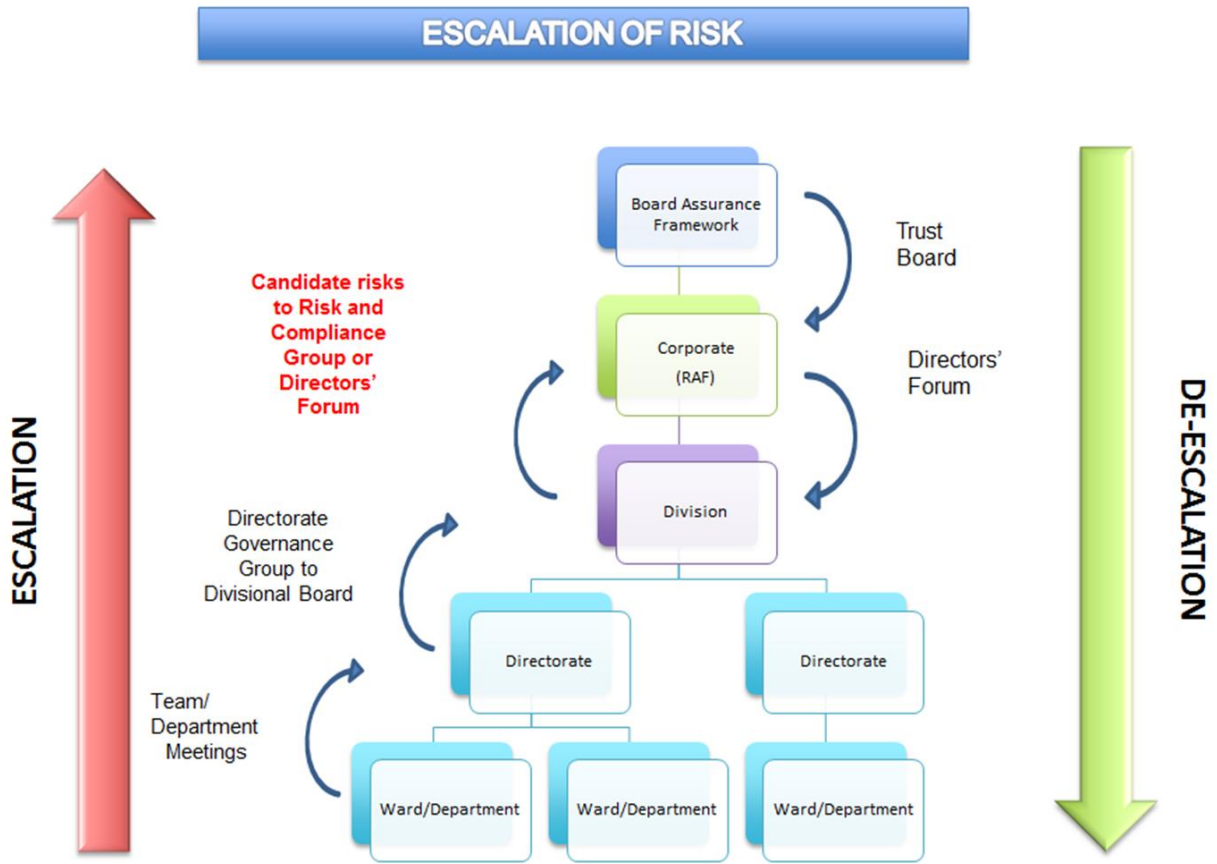 ESCALATION OF RISK
Board Assurance
Framework
Trust
Board
Candidate risks
to Risk and
Compliance
Group or
Directors'
Forum
Corporate
(RAF)
Directors'
Forum
ESCALATION
DE-ESCALATION
Division
Directorate
Governance
Group to
Divisional Board
Directorate
Directorate
Team/
Department
Meetings
Ward/Department
Ward/Department
Ward/Department